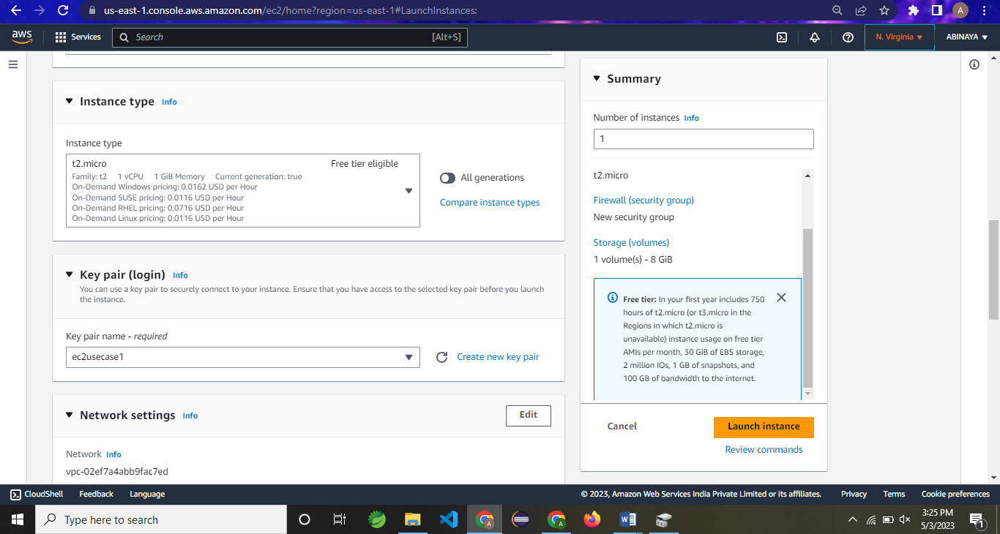 us-east-1.console.aws.amazon.com/ec2/home?region=us-east-1#LaunchInstances:
A
aws
Services
Search
[Alt+S]
N. Virginia
ABINAYA
Instance type Info
Instance type
t2.micro
Free tier eligible
Family: t2 1 vCPU 1 GiB Memory Current generation: true
On-Demand Windows pricing: 0.0162 USD per Hour
On-Demand SUSE pricing: 0.0116 USD per Hour
On-Demand RHEL pricing: 0.0716 USD per Hour
On-Demand Linux pricing: 0.0116 USD per Hour
All generations
Compare instance types
Key pair (login) Info
You can use a key pair to securely connect to your instance. Ensure that you have access to the selected key pair before you launch
the instance.
Key pair name - required
ec2usecase1
Create new key pair
Network settings Info
Edit
Network Info
vpc-02ef7a4abb9fac7ed
Summary
Number of instances Info
1
t2.micro
Firewall (security group)
New security group
Storage (volumes)
1 volume(s) - 8 GiB
Free tier: In your first year includes 750
hours of t2.micro (or t3.micro in the
Regions in which t2.micro is
unavailable) instance usage on free tier
AMIs per month, 30 GiB of EBS storage,
2 million IOs, 1 GB of snapshots, and
100 GB of bandwidth to the internet.
Cancel
Launch instance
Review commands
CloudShell
Feedback
Language
© 2023, Amazon Web Services India Private Limited or its affiliates.
Privacy
Terms
Cookie preferences
Type here to search
A
A
W
3:25 PM
5/3/2023
1